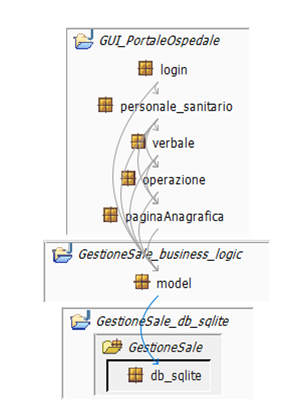 GUI_PortaleOspedale
login
personale_sanitario
verbale
operazione
paginaAnagrafica
GestioneSale_business_logic
model
GestioneSale_db_sqlite
GestioneSale
db_sqlite